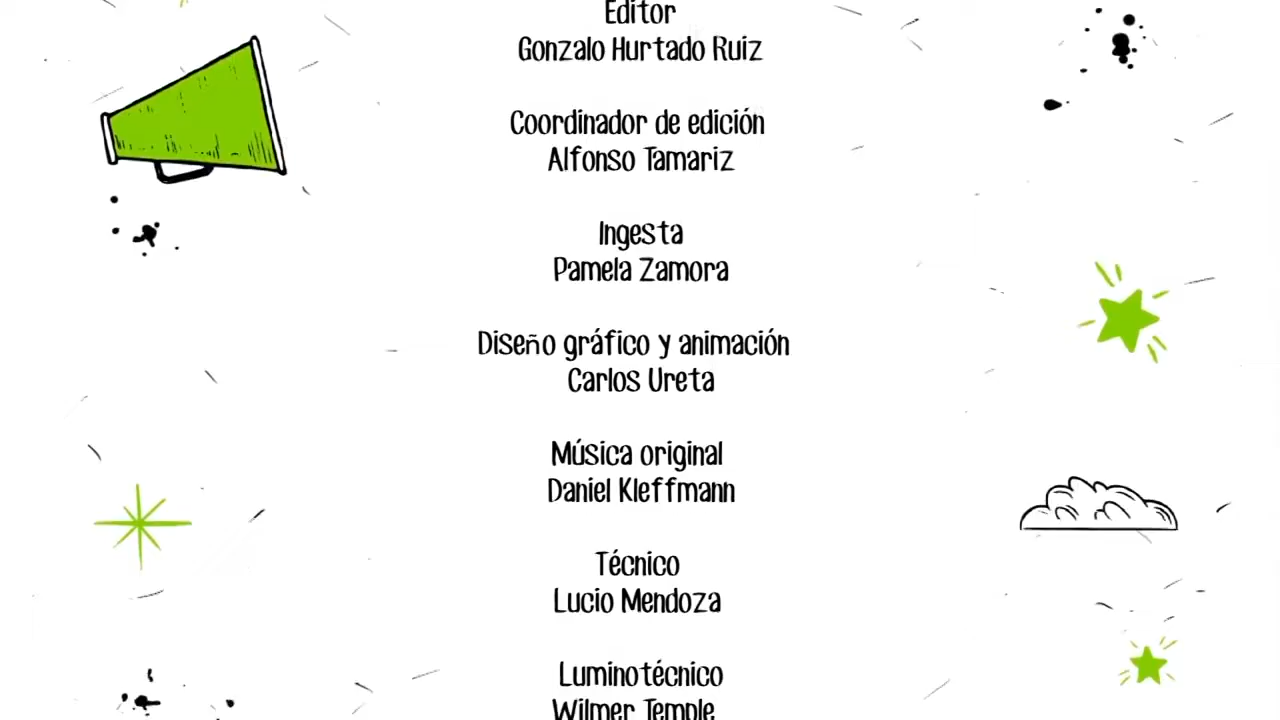 Editor
Gonzalo Hurtado Ruiz
Coordinador de edición
Alfonso Tamariz
Ingesta
Pamela Zamora
Diseño gráfico y animación
Carlos Ureta
Música original
Daniel Kleffmann
Técnico
Lucio Mendoza
Luminotécnico
Wilmer Temple